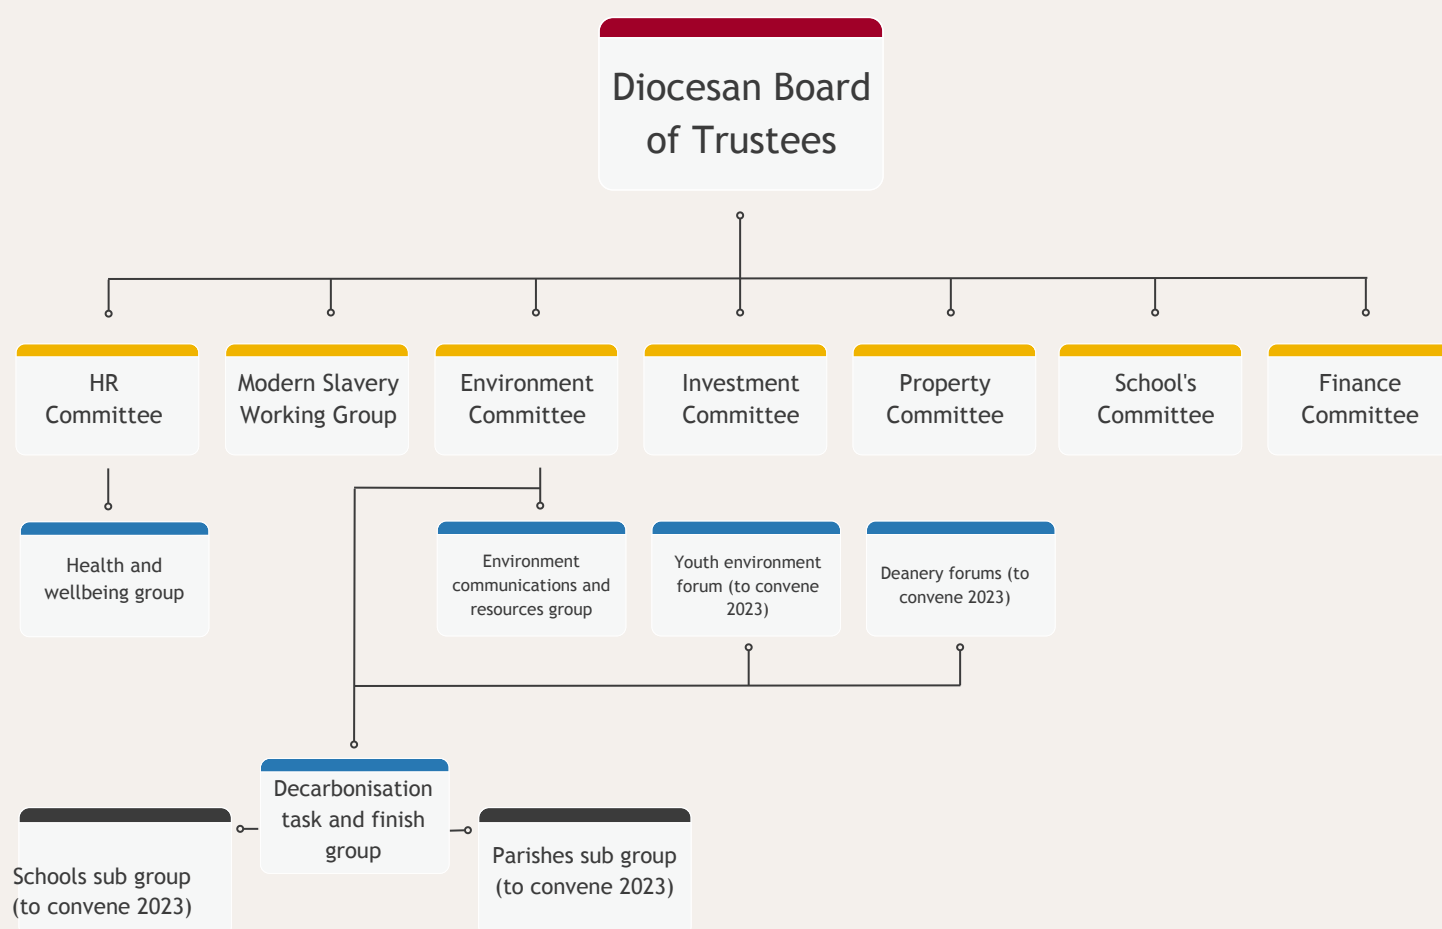 Diocesan Board
of Trustees
HR
Committee
Modern Slavery
Working Group
Environment
Committee
Investment
Committee
Property
Committee
School's
Committee
Finance
Committee
Health and
wellbeing group
Environment
communications and
resources group
Youth environment
forum (to convene
2023)
Deanery forums (to
convene 2023)
Decarbonisation
task and finish
group
Schools sub group
(to convene 2023)
Parishes sub group
(to convene 2023)